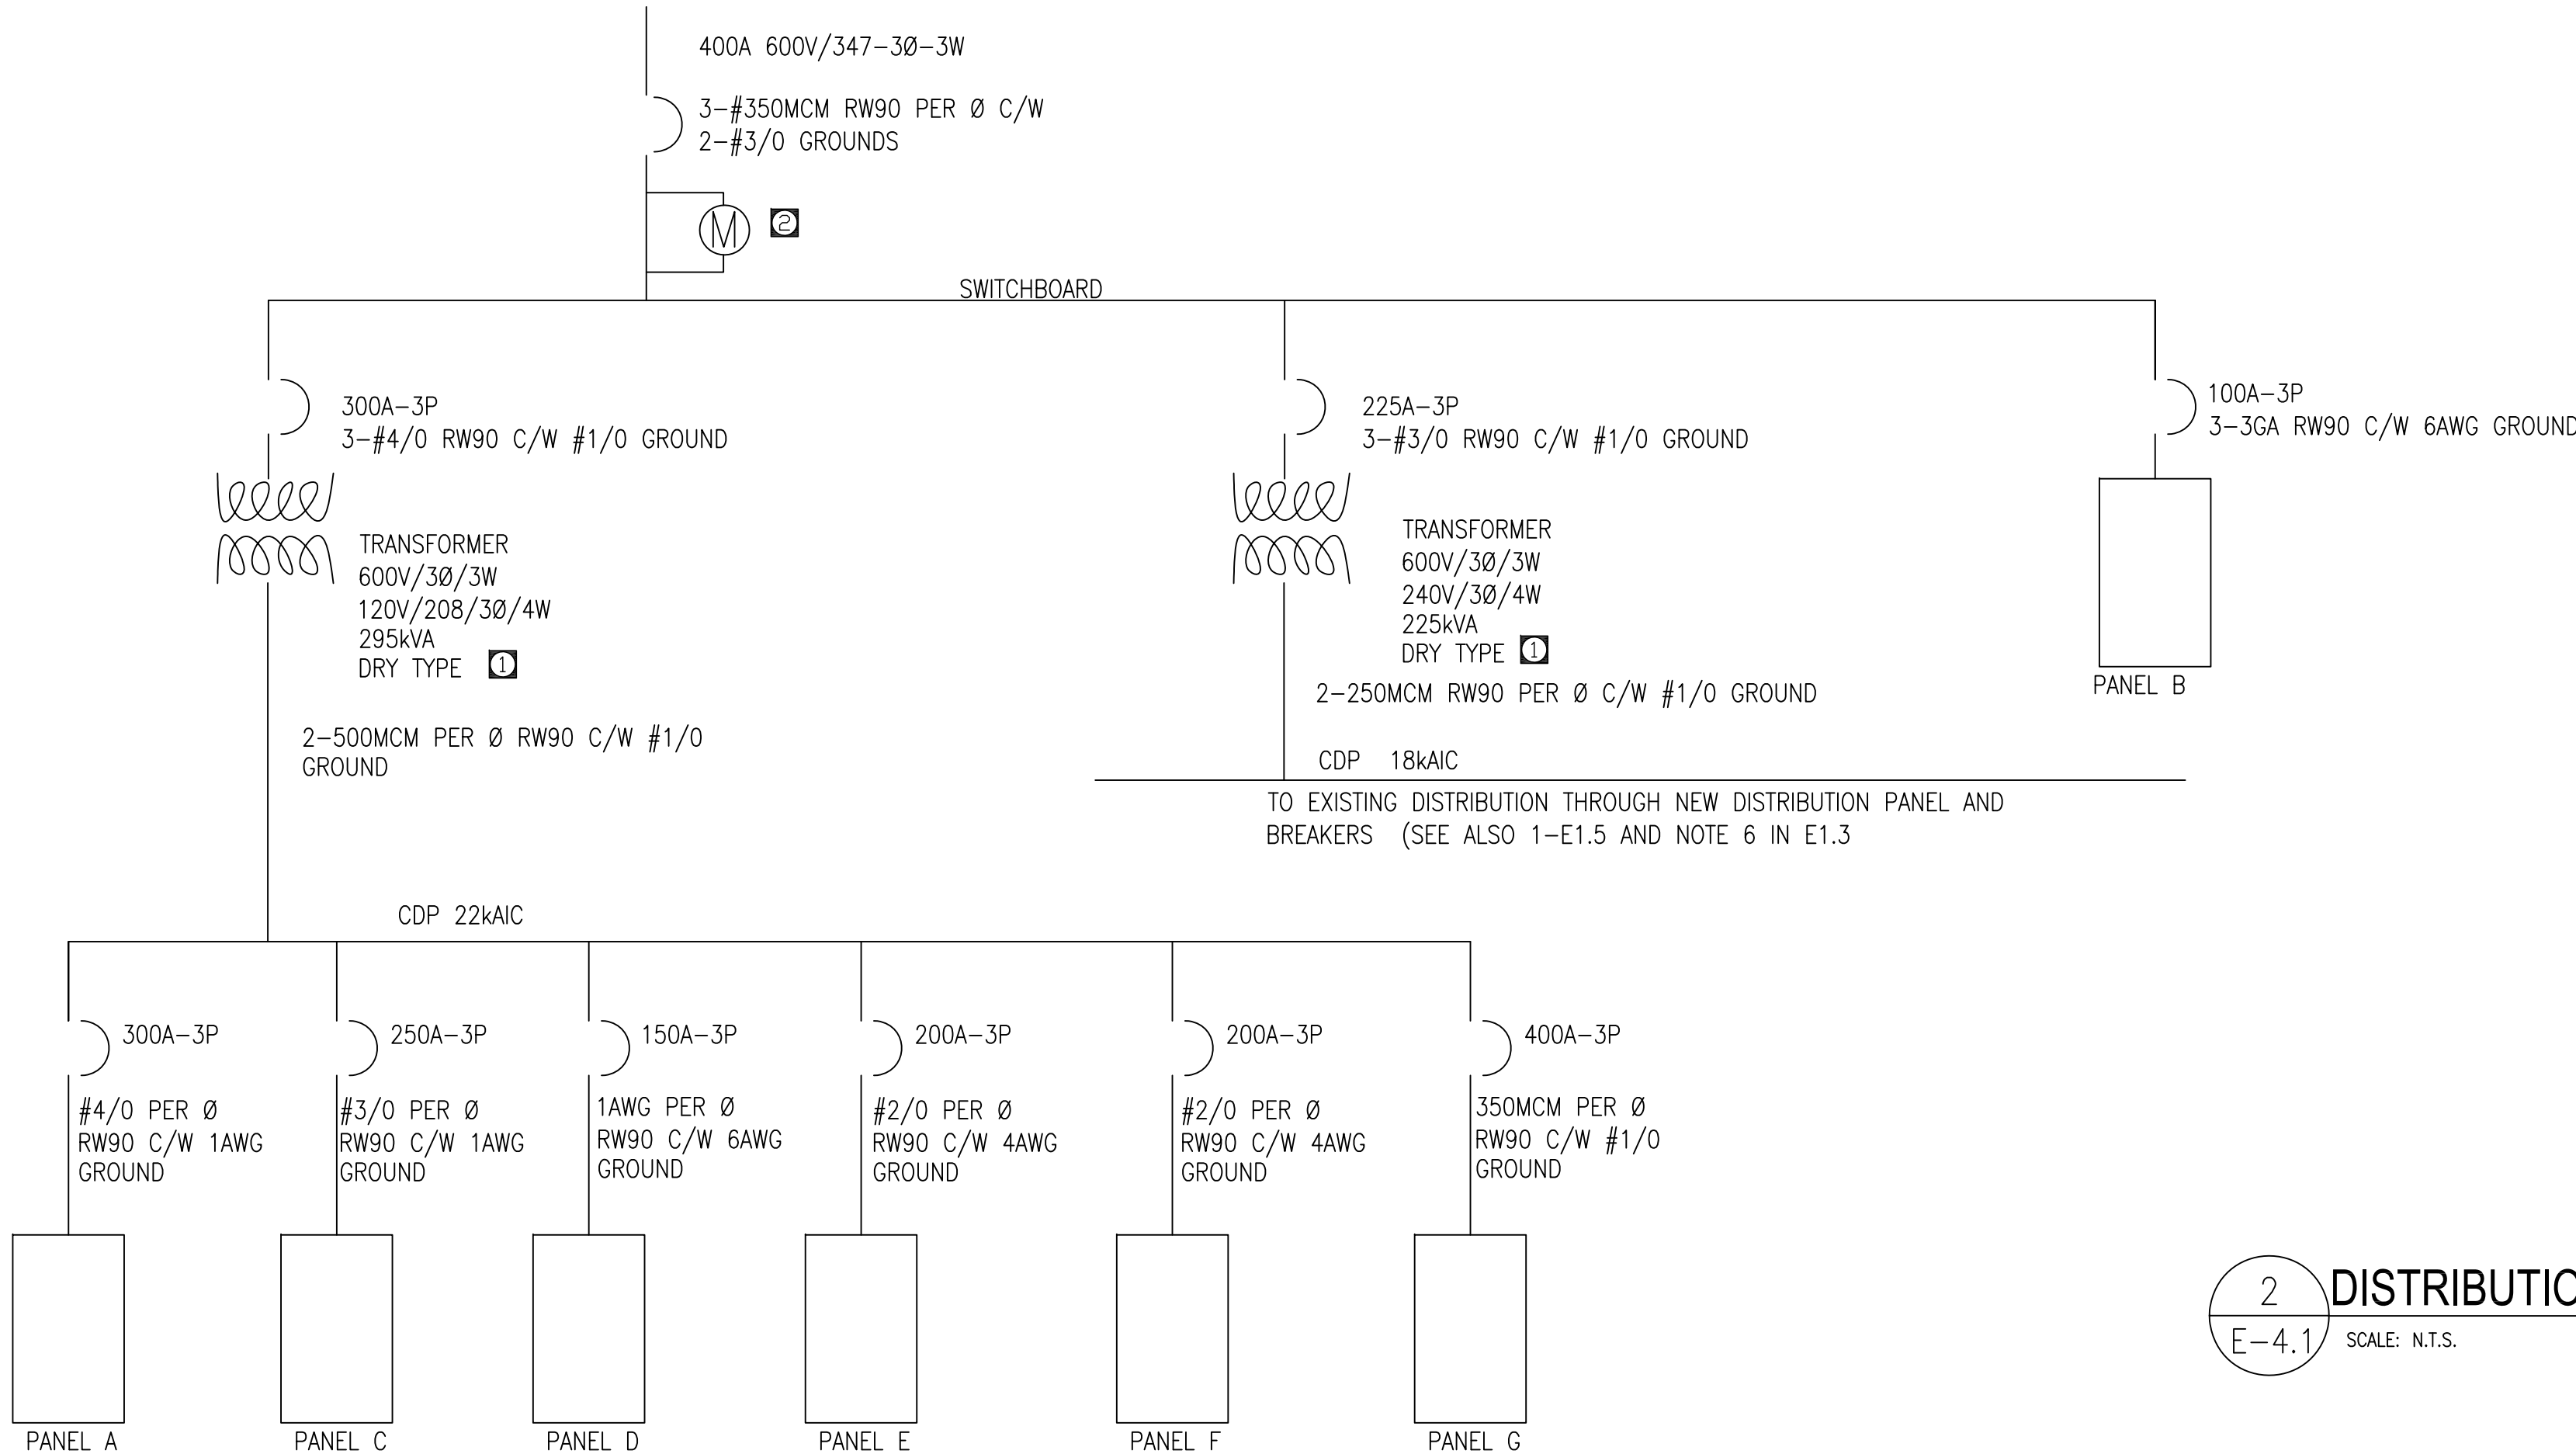 400A 600V/347-3Ø-3W
3-#350MCM RW90 PER Ø C/W
2-#3/0 GROUNDS
M
2
SWITCHBOARD
300A-3P
3-#4/0 RW90 C/W #1/0 GROUND
225A-3P
3-#3/0 RW90 C/W #1/0 GROUND
100A-3P
3-3GA RW90 C/W 6AWG GROUND
TRANSFORMER
600V/3Ø/3W
120V/208/3Ø/4W
295kVA
DRY TYPE 1
TRANSFORMER
600V/3Ø/3W
240V/3Ø/4W
225kVA
DRY TYPE 1
PANEL B
2-500MCM PER Ø RW90 C/W #1/0
GROUND
2-250MCM RW90 PER Ø C/W #1/0 GROUND
CDP 18kAIC
TO EXISTING DISTRIBUTION THROUGH NEW DISTRIBUTION PANEL AND
BREAKERS (SEE ALSO 1-E1.5 AND NOTE 6 IN E1.3
CDP 22kAIC
300A-3P
#4/0 PER Ø
RW90 C/W 1AWG
GROUND
PANEL A
250A-3P
#3/0 PER Ø
RW90 C/W 1AWG
GROUND
PANEL C
150A-3P
1AWG PER Ø
RW90 C/W 6AWG
GROUND
PANEL D
200A-3P
#2/0 PER Ø
RW90 C/W 4AWG
GROUND
PANEL E
200A-3P
#2/0 PER Ø
RW90 C/W 4AWG
GROUND
PANEL F
400A-3P
350MCM PER Ø
RW90 C/W #1/0
GROUND
PANEL G
2
E-4.1
DISTRIBUTIO
SCALE: N.T.S.